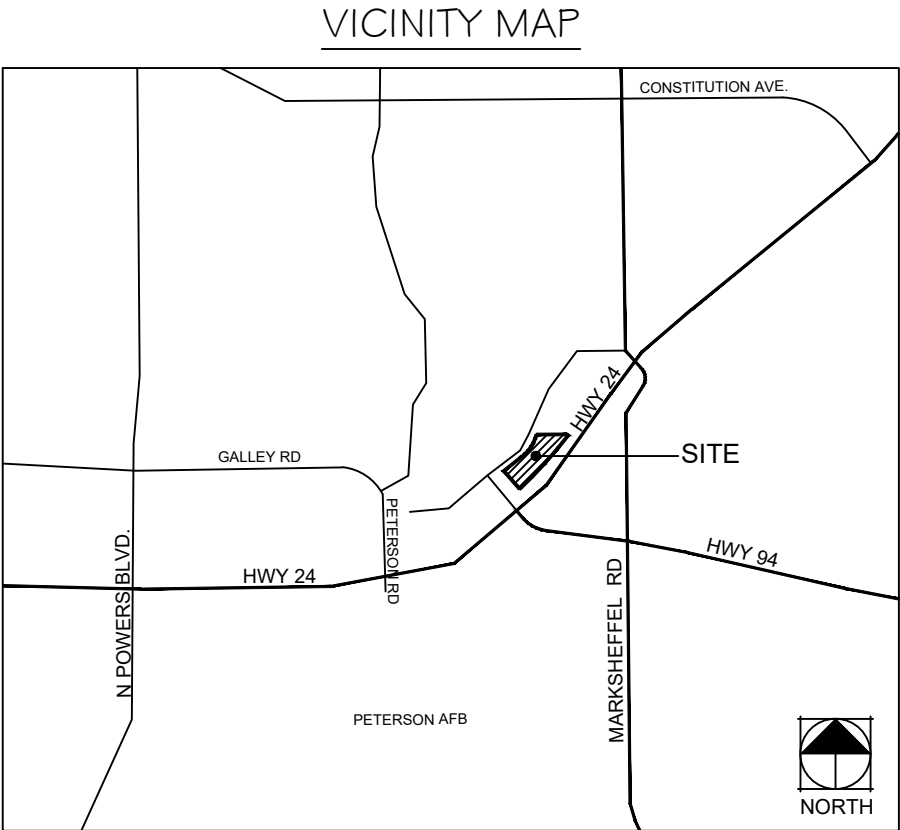 VICINITY MAP
CONSTITUTION AVE.
HWY 24
SITE
GALLEY RD
PETERSON RD
N POWERS BLVD.
HWY 24
HWY 94
MARKSHEFFEL RD
PETERSON AFB
NORTH